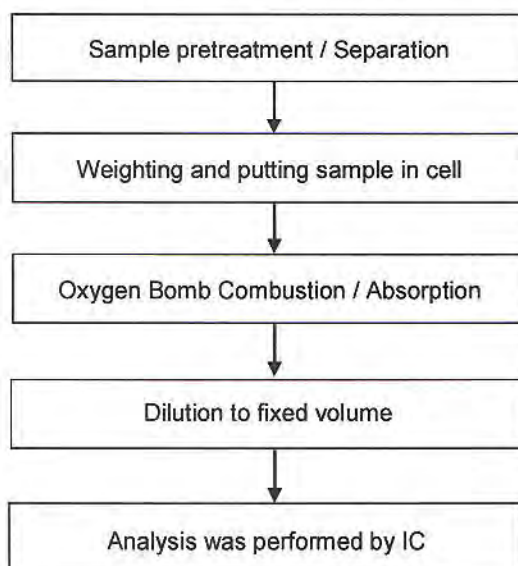 Sample pretreatment / Separation
Weighting and putting sample in cell
Oxygen Bomb Combustion / Absorption
Dilution to fixed volume
Analysis was performed by IC